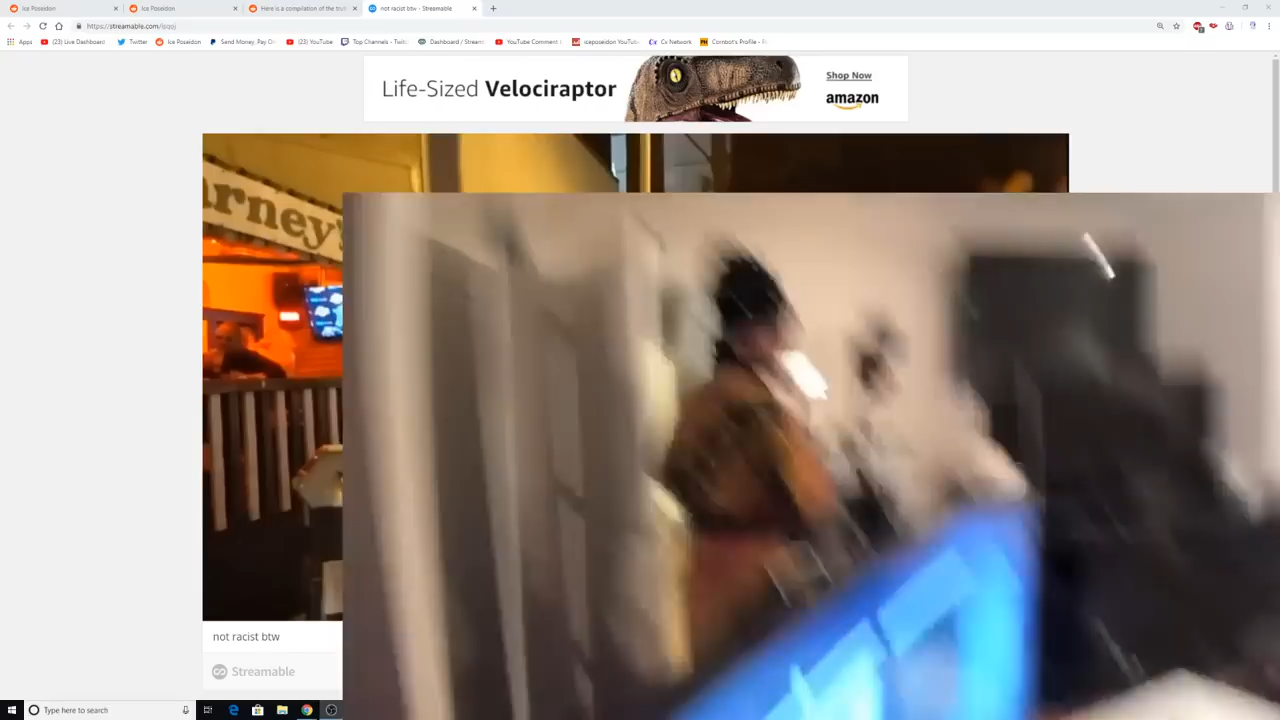 Ice Poseidon
Ice Poseidon
Here is a compilation of the trut
not racist btw - Streamable
https://streamable.com/
Apps
(23) Live Dashboard
Twitter
Ice Poseidon
Send Money, Pay On
(23) YouTube
Top Channels - Twitc
Dashboard / Stream
YouTube Comment L
iceposeidon YouTub
Cx Network
Cornbot's Profile - P
Life-Sized Velociraptor
Shop Now
amazon
arney's
not racist btw
Streamable
Type here to search